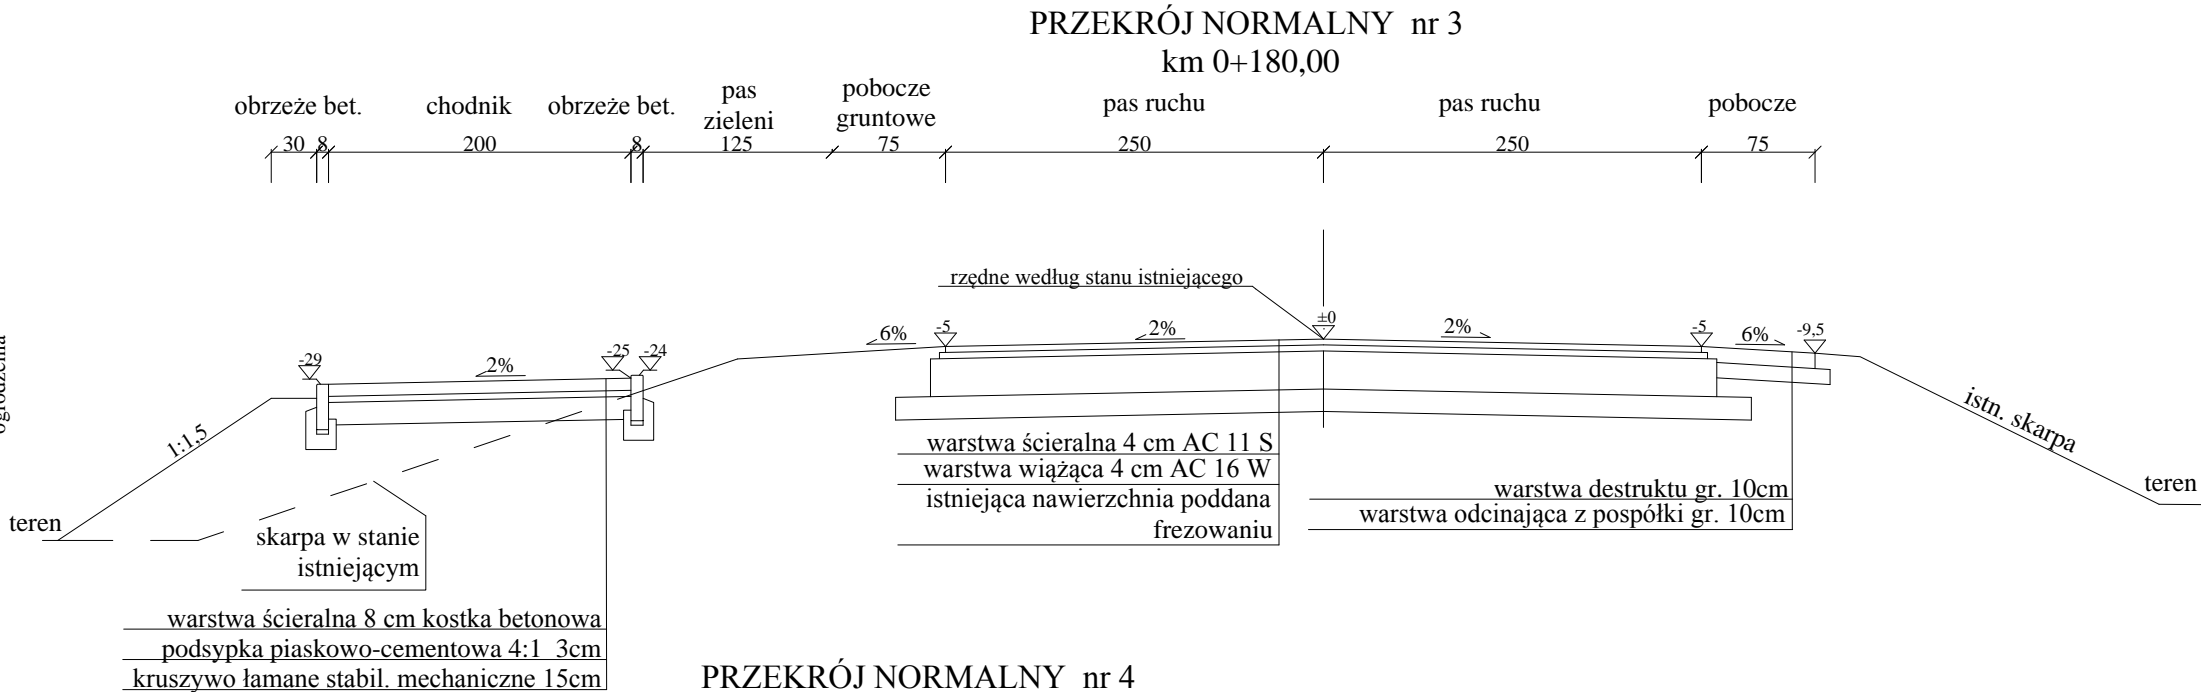 PRZEKRÓJ NORMALNY nr 3
km 0+180,00
obrzeże bet.
chodnik
obrzeże bet.
pas
zieleni
pobocze
gruntowe
pas ruchu
pas ruchu
pobocze
30
8
200
8
125
75
250
250
75
rzędne według stanu istniejącego
-29
2%
-25
-24
6%
-5
2%
±0
2%
-5
6%
-9,5
ogrodzenia
1:1,5
istn. skarpa
teren
teren
skarpa w stanie
istniejącym
warstwa ścieralna 4 cm AC 11 S
warstwa wiążąca 4 cm AC 16 W
istniejąca nawierzchnia poddana
frezowaniu
warstwa destruktu gr. 10cm
warstwa odcinająca z pospółki gr. 10cm
warstwa ścieralna 8 cm kostka betonowa
podsypka piaskowo-cementowa 4:1 3cm
kruszywo łamane stabil. mechaniczne 15cm
PRZEKRÓJ NORMALNY nr 4